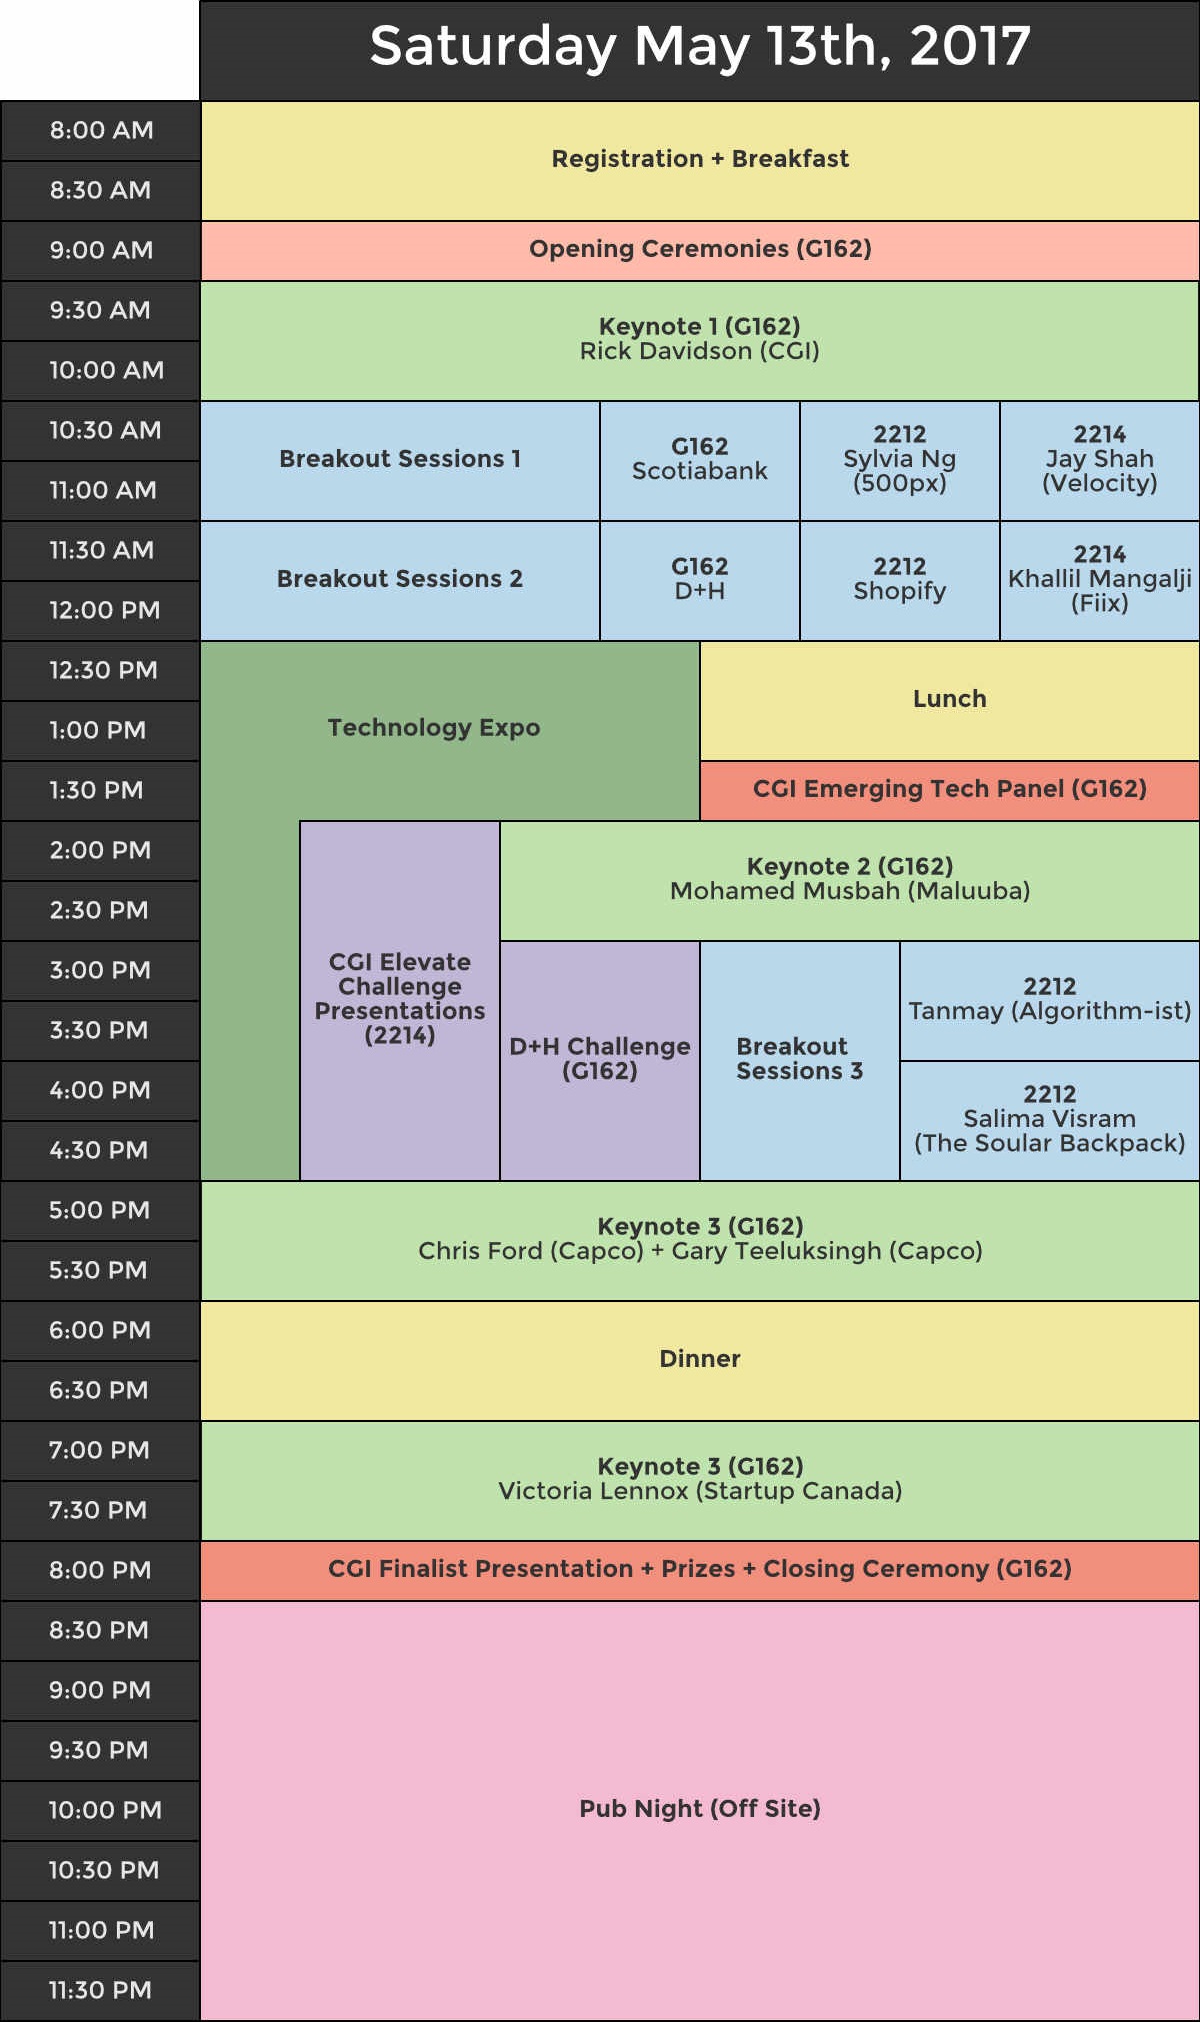 Saturday May 13th, 2017
8:00 AM
8:30 AM
Registration + Breakfast
9:00 AM
Opening Ceremonies (G162)
9:30 AM
10:00 AM
Keynote 1 (G162)
Rick Davidson (CGI)
10:30 AM
11:00 AM
Breakout Sessions 1
G162
Scotiabank
2212
Sylvia Ng
(500px)
2214
Jay Shah
(Velocity)
11:30 AM
12:00 PM
Breakout Sessions 2
G162
D+H
2212
Shopify
2214
Khallil Mangalji
(Fiix)
12:30 PM
1:00 PM
1:30 PM
Technology Expo
Lunch
CGI Emerging Tech Panel (G162)
2:00 PM
2:30 PM
Keynote 2 (G162)
Mohamed Musbah (Maluuba)
3:00 PM
3:30 PM
4:00 PM
4:30 PM
CGI Elevate
Challenge
Presentations
(2214)
D+H Challenge
(G162)
Breakout
Sessions 3
2212
Tanmay (Algorithm-ist)
2212
Salima Visram
(The Soular Backpack)
5:00 PM
5:30 PM
Keynote 3 (G162)
Chris Ford (Capco) + Gary Teeluksingh (Capco)
6:00 PM
6:30 PM
Dinner
7:00 PM
7:30 PM
Keynote 3 (G162)
Victoria Lennox (Startup Canada)
8:00 PM
CGI Finalist Presentation + Prizes + Closing Ceremony (G162)
8:30 PM
9:00 PM
9:30 PM
10:00 PM
10:30 PM
11:00 PM
11:30 PM
Pub Night (Off Site)